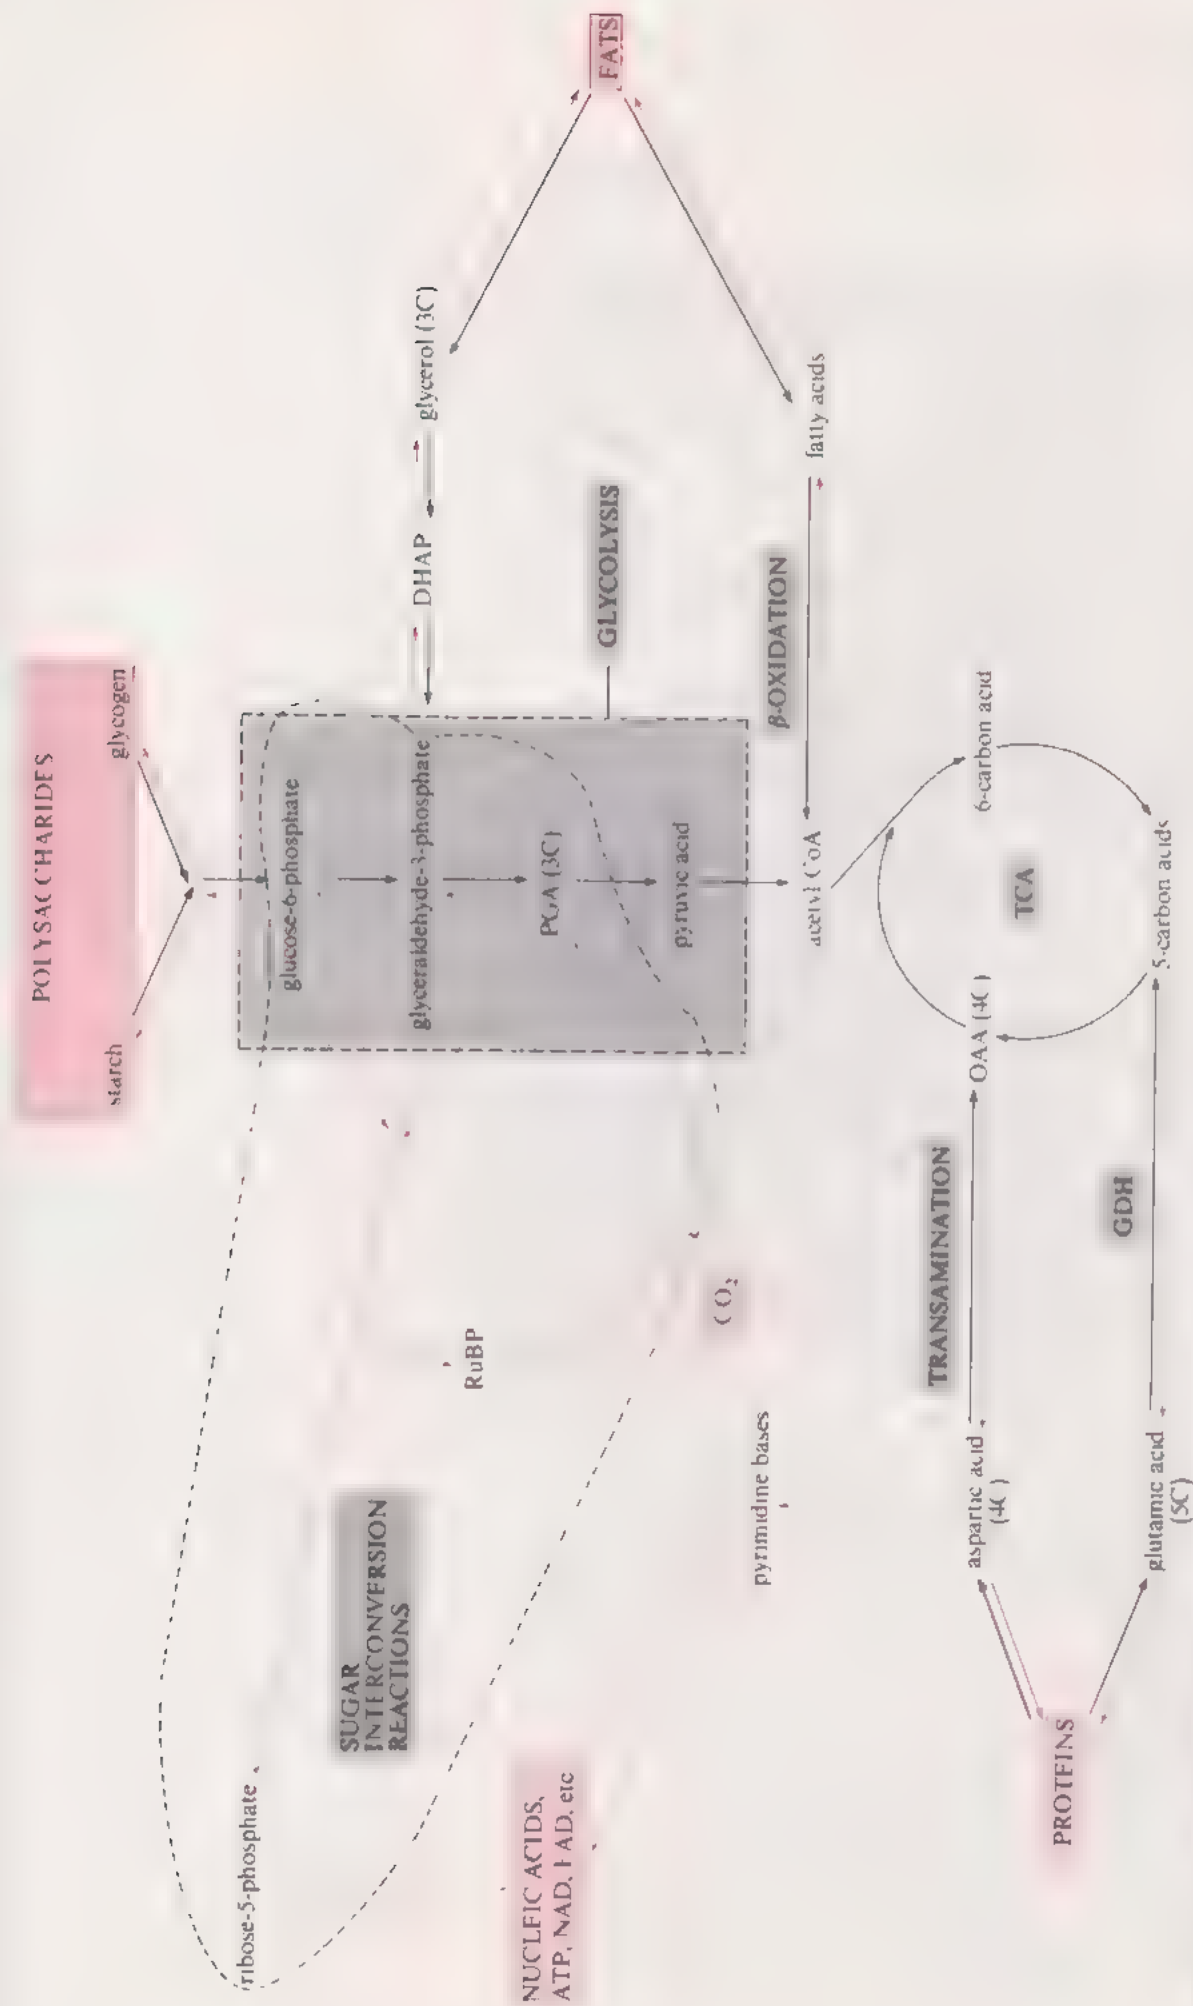 POLYSACCHARIDES
starch
glycogen
glucose-6-phosphate
glyceraldehyde-3-phosphate
PGA (3C)
pyruvic acid
DHAP
glycerol (3C)
FATS
GLYCOLYSIS
β-OXIDATION
fatty acids
acetyl CoA
6-carbon acid
TCA
OAA (4C)
5-carbon acids
ribose-5-phosphate
SUGAR
INTERCONVERSION
REACTIONS
RuBP
CO₂
NUCLEIC ACIDS,
ATP, NAD, FAD, etc
pyrimidine bases
TRANSAMINATION
GDH
aspartic acid
(4C)
glutamic acid
(5C)
PROTEINS